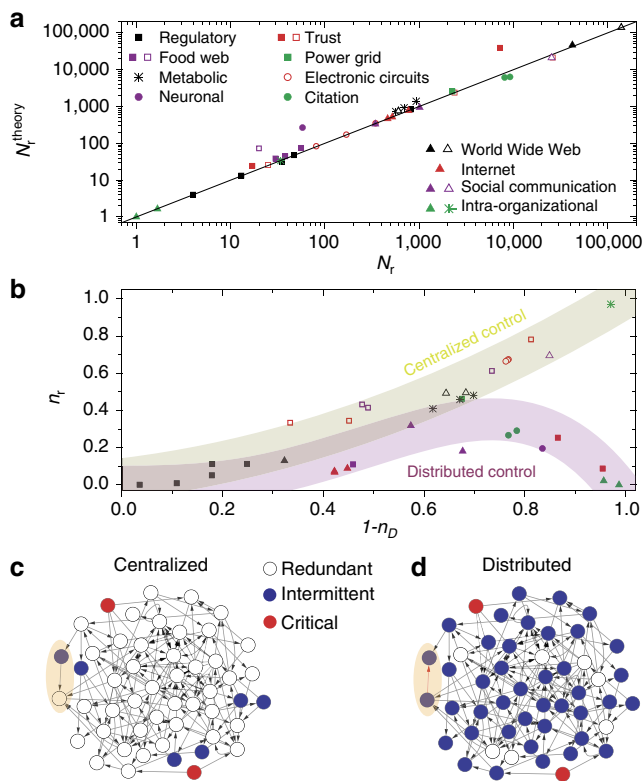 a
100,000
10,000
1,000
100
10
1
N_r^theory
Regulatory
Food web
Metabolic
Neuronal
Trust
Power grid
Electronic circuits
Citation
World Wide Web
Internet
Social communication
Intra-organizational
1 10 100 1,000 10,000 100,000
N_r
b
1.0
0.8
0.6
0.4
0.2
0.0
n_r
Centralized control
Distributed control
0.0 0.2 0.4 0.6 0.8 1.0
1-n_D
c Centralized
Redundant
Intermittent
Critical
d Distributed